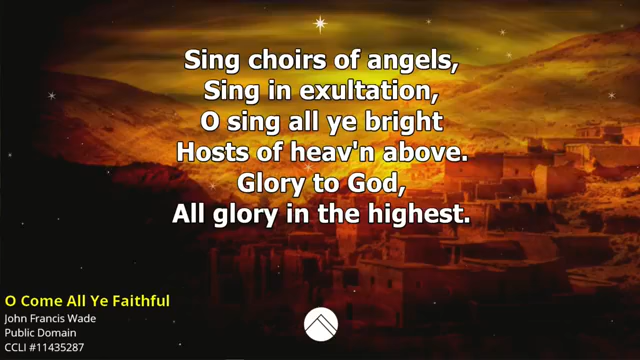 Sing choirs of angels,
Sing in exultation,
O sing all ye bright
Hosts of heav'n above.
Glory to God,
All glory in the highest.
O Come All Ye Faithful
John Francis Wade
Public Domain
CCLI #11435287